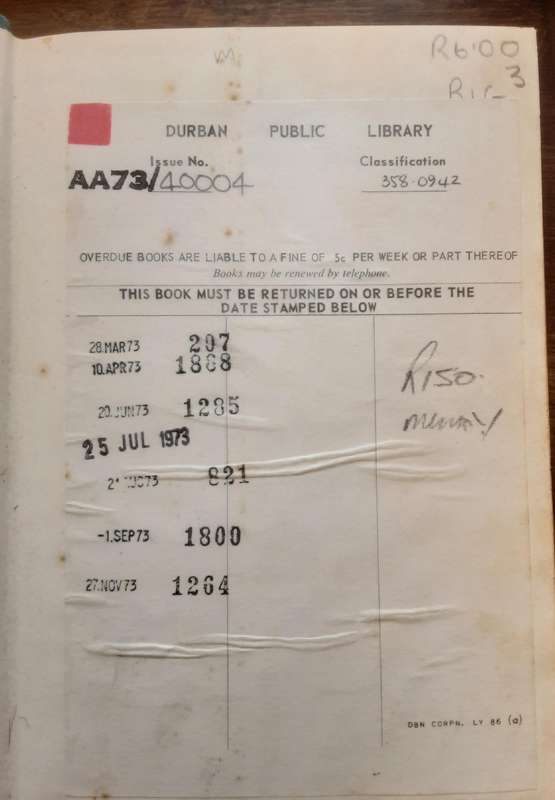 R6.00
3
DURBAN PUBLIC LIBRARY
Issue No. Classification
AA73/40004 358.0942
OVERDUE BOOKS ARE LIABLE TO A FINE OF 5c PER WEEK OR PART THEREOF
Books may be renewed by telephone.
THIS BOOK MUST BE RETURNED ON OR BEFORE THE
DATE STAMPED BELOW
28.MAR73 207
10.APR73 1868
R150.
20.JUN73 1285
25 JUL 1973
821
-1.SEP73 1800
27.NOV73 1264
DBN CORPN. LY 86 (a)